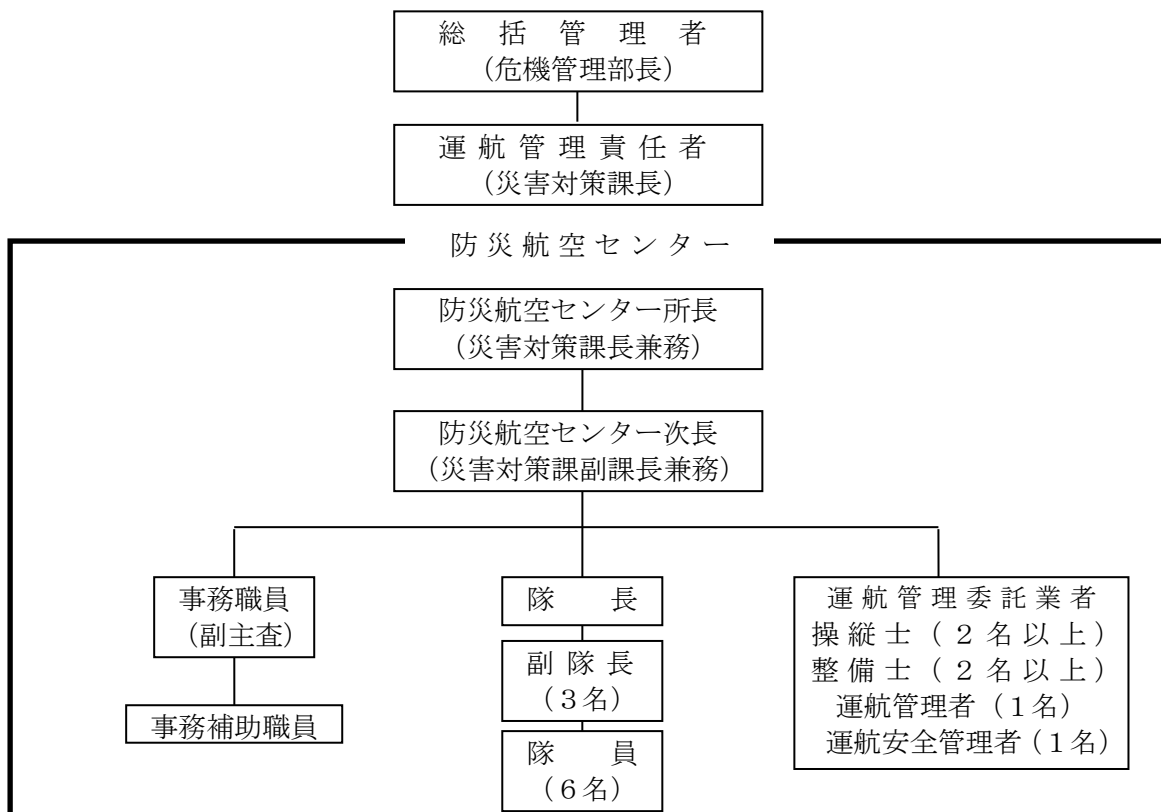 総括管理者
（危機管理部長）
運航管理責任者
（災害対策課長）
防災航空センター
防災航空センター所長
（災害対策課長兼務）
防災航空センター次長
（災害対策課副課長兼務）
事務職員
（副主査）
事務補助職員
隊長
副隊長
（３名）
隊員
（６名）
運航管理委託業者
操縦士（２名以上）
整備士（２名以上）
運航管理者（１名）
運航安全管理者（１名）